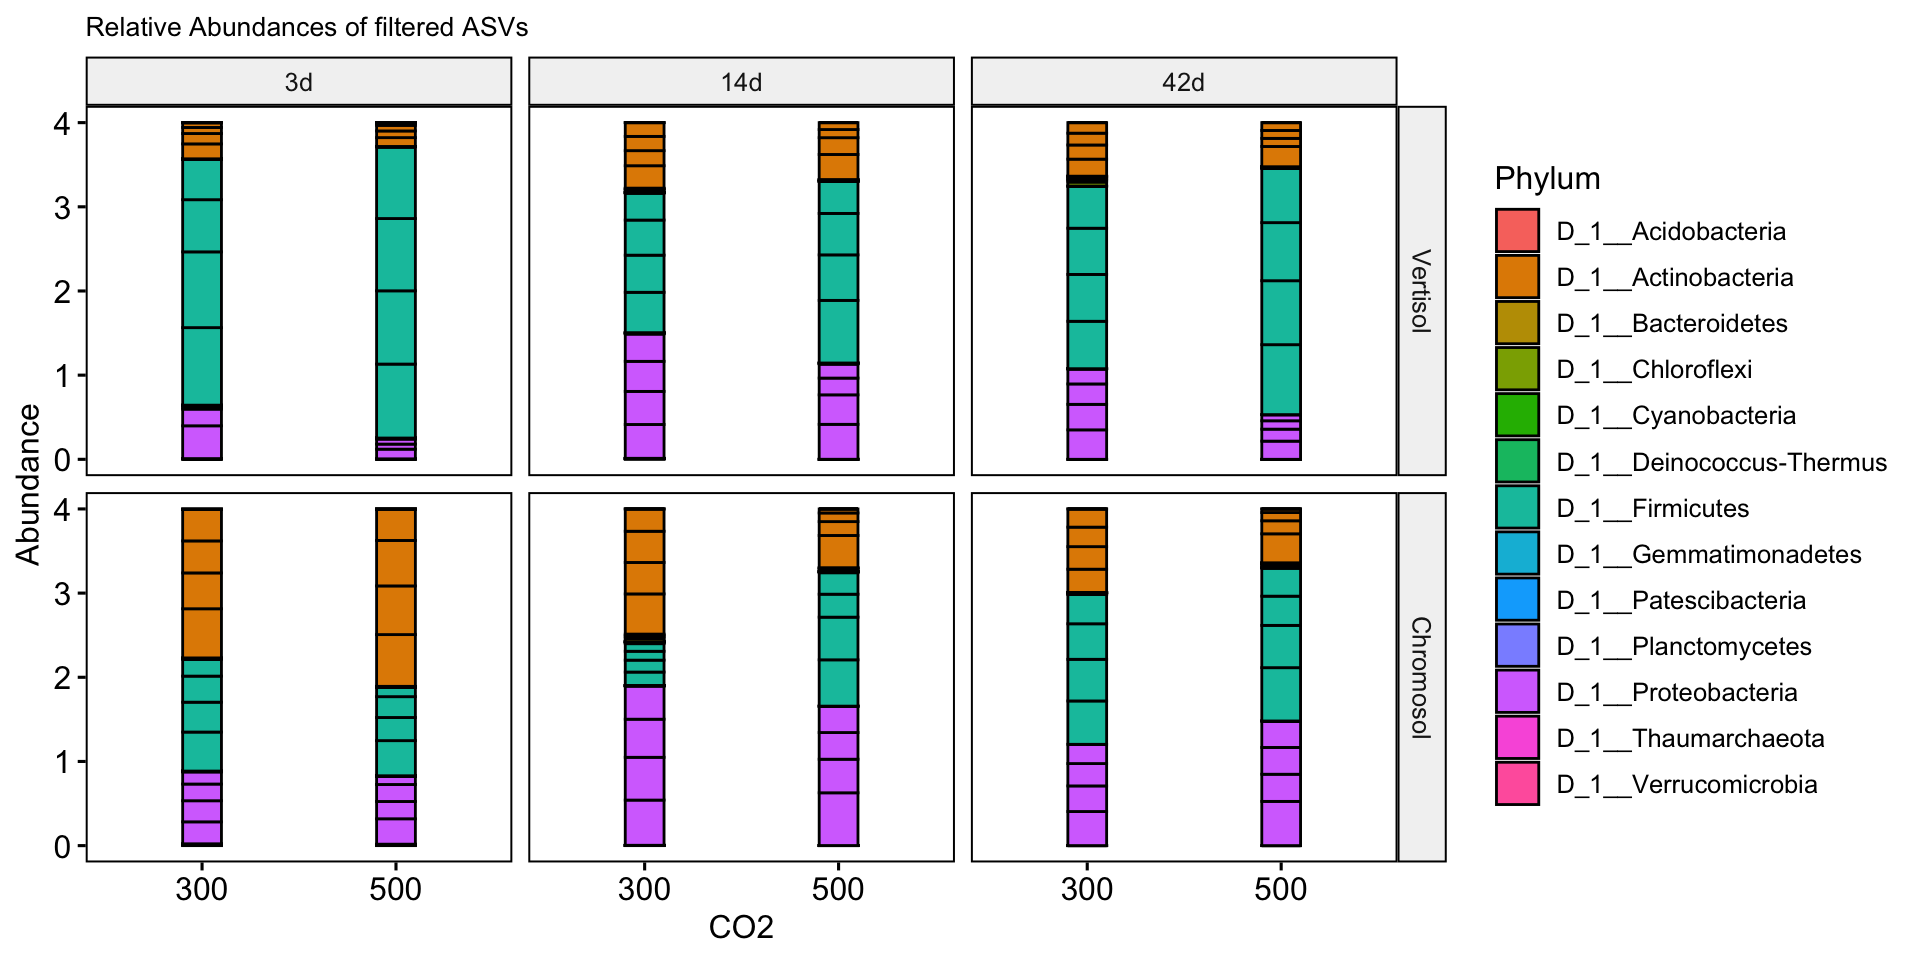 Relative Abundances of filtered ASVs
3d
14d
42d
4
3
2
1
0
Vertisol
4
3
2
1
0
Chromosol
Abundance
300
500
300
500
300
500
CO2
Phylum
D_1__Acidobacteria
D_1__Actinobacteria
D_1__Bacteroidetes
D_1__Chloroflexi
D_1__Cyanobacteria
D_1__Deinococcus-Thermus
D_1__Firmicutes
D_1__Gemmatimonadetes
D_1__Patescibacteria
D_1__Planctomycetes
D_1__Proteobacteria
D_1__Thaumarchaeota
D_1__Verrucomicrobia